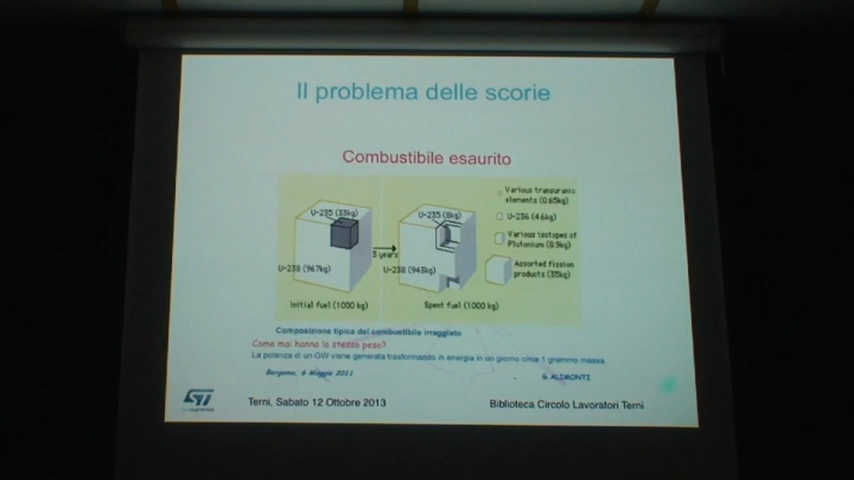 Il problema delle scorie
Combustibile esaurito
U-235 (33kg)
3 years
U-238 (967kg)
Initial fuel (1000 kg)
U-235 (8kg)
U-238 (943kg)
Spent fuel (1000 kg)
Various transuranic
elements (0.65kg)
U-236 (4.6kg)
Various isotopes of
Plutonium (8.9kg)
Assorted fission
products (35kg)
Composizione tipica del combustibile irraggiato
Come mai hanno lo stesso peso?
La potenza di un GW viene generata trasformando in energia in un giorno circa 1 grammo massa
Bergamo, 6 Maggio 2011
G. ALIMONTI
ST
Terni, Sabato 12 Ottobre 2013
Biblioteca Circolo Lavoratori Terni